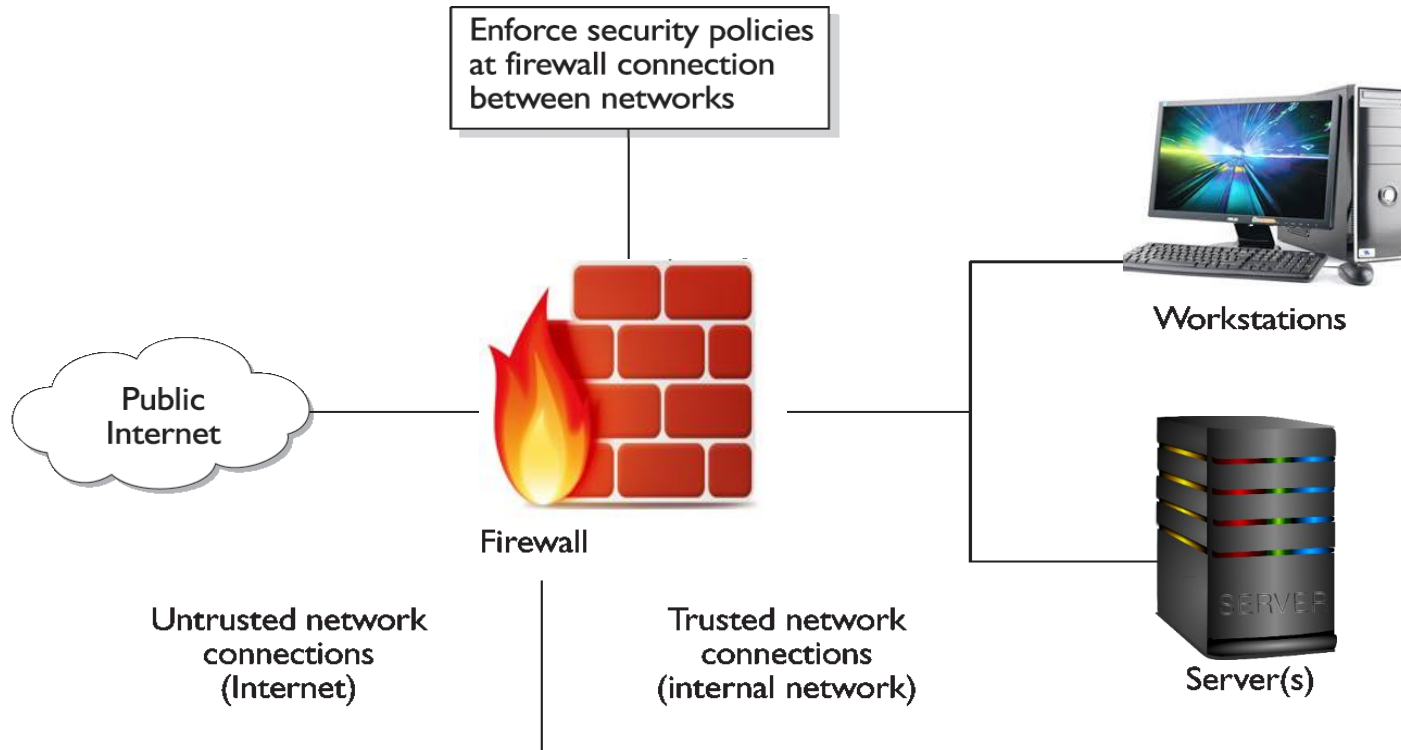 Enforce security policies
at firewall connection
between networks
Workstations
Public
Internet
Firewall
SERVER
Server(s)
Untrusted network
connections
(Internet)
Trusted network
connections
(internal network)